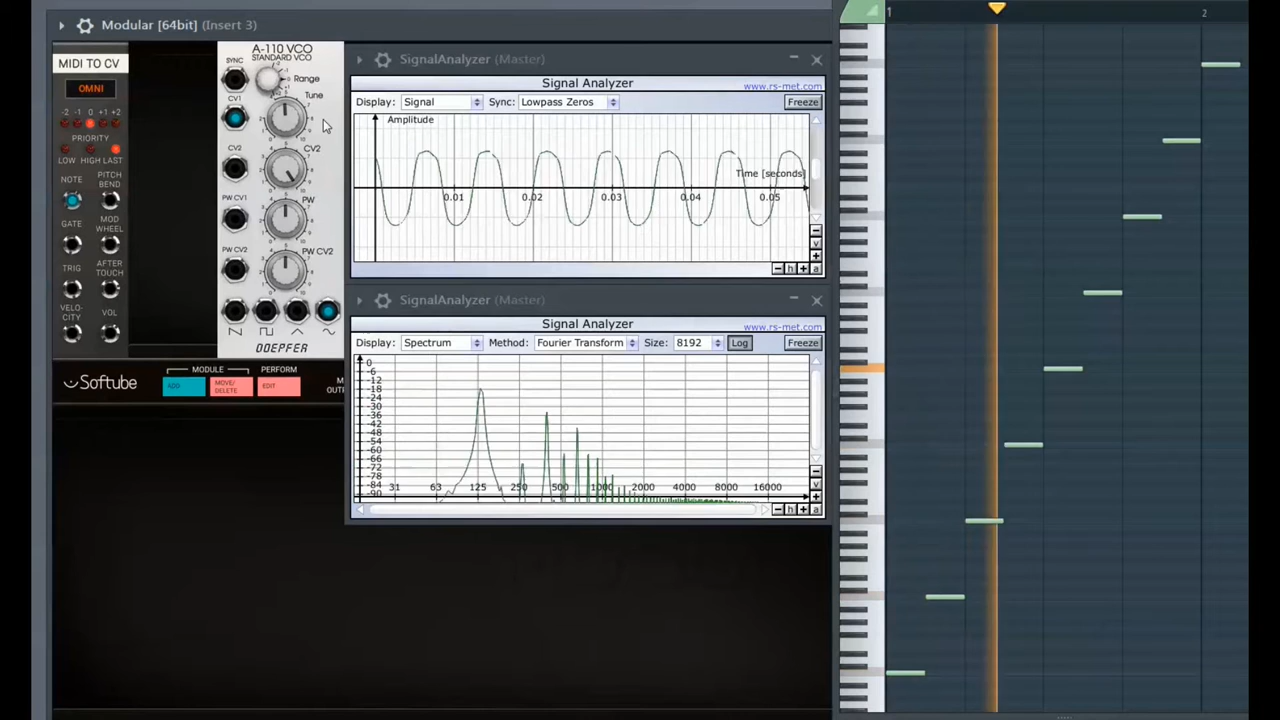 Modular [64bit] (Insert 3)
1
2
MIDI TO CV
OMNI
-2 -1 0 +1 +2
PRIORITY
LOW HIGH LAST
NOTE
PITCH BEND
GATE
MOD WHEEL
TRIG
AFTER TOUCH
VELO-CITY
VOL
A-110 VCO
STANDARD VCO
SYNC
Range
Tune
CV1
CV2
CV2
PW CV1
PW
PW CV2
PW CV2
DOEPFER
Softube
MODULE
PERFORM
ADD
MOVE/DELETE
EDIT
SignalAnalyzer (Master)
Signal Analyzer
www.rs-met.com
Display: Signal Sync: Lowpass Zeros Freeze
Amplitude
Time [seconds]
0.01 0.02 0.03 0.04 0.05
- v +
- h + a
SignalAnalyzer (Master)
Signal Analyzer
www.rs-met.com
Display: Spectrum Method: Fourier Transform Size: 8192 Log Freeze
0
-6
-12
-18
-24
-30
-36
-42
-48
-54
-60
-66
-72
-78
-84
-90
31 63 125 250 500 1000 2000 4000 8000 16000
- v +
- h + a